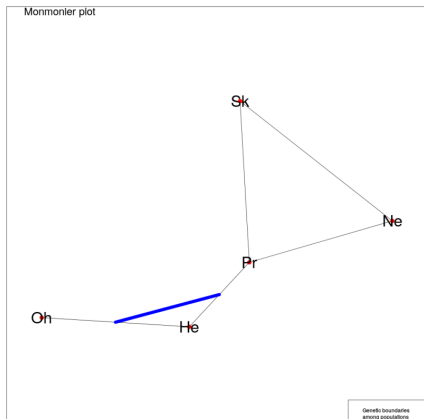 Monmonier plot
Sk
Ne
Pr
Oh
He
Genetic boundaries
among populations